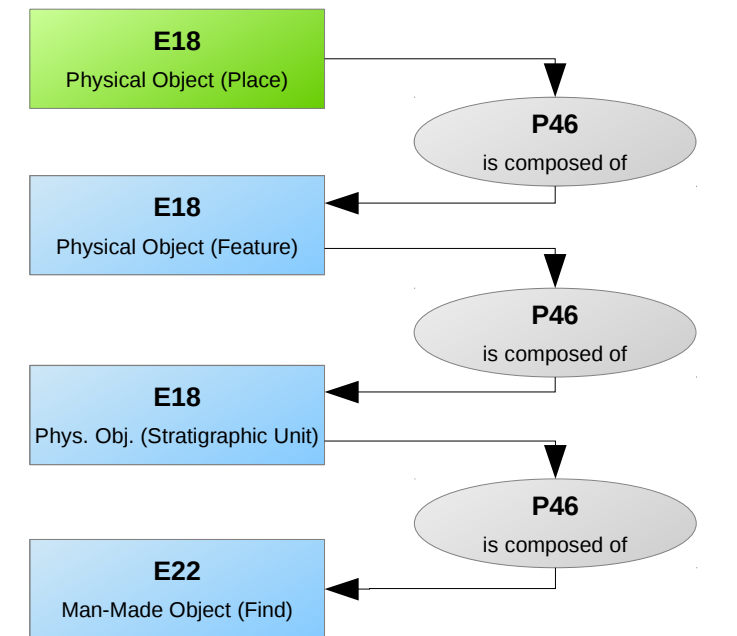 E18
Physical Object (Place)
P46
is composed of
E18
Physical Object (Feature)
P46
is composed of
E18
Phys. Obj. (Stratigraphic Unit)
P46
is composed of
E22
Man-Made Object (Find)